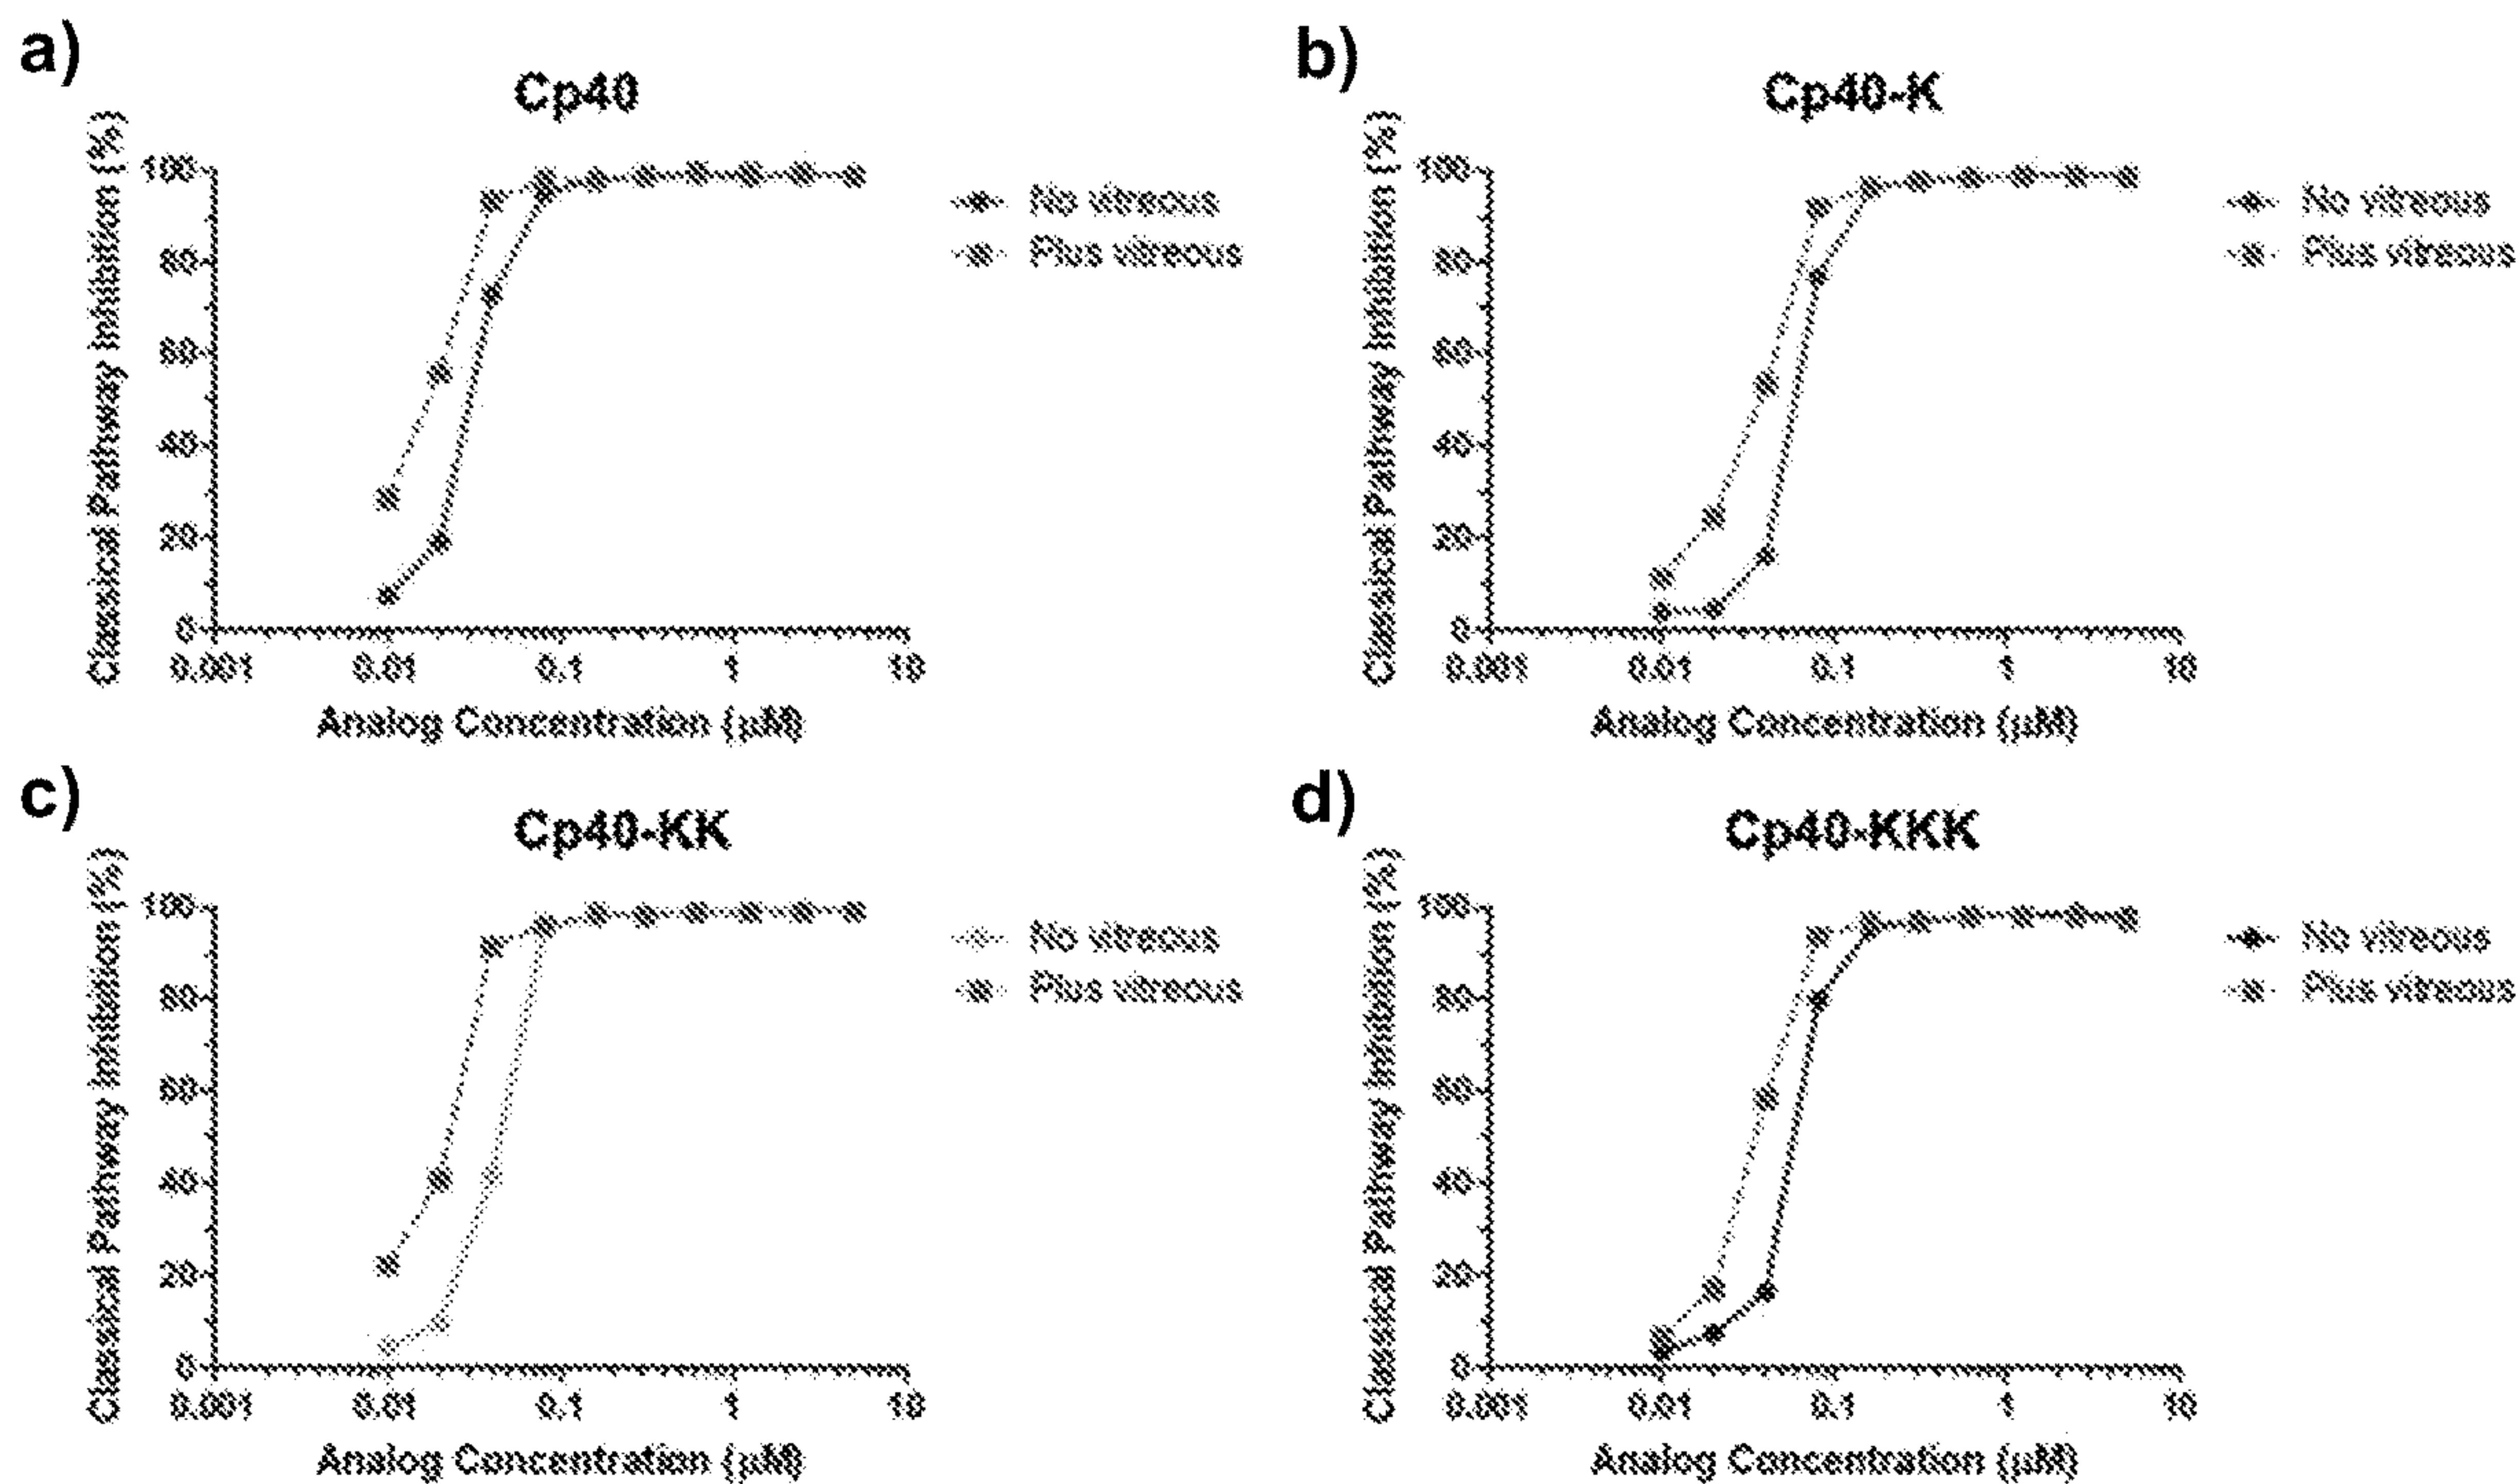 a)
Cp40
Classical Pathway Inhibition (%)
100
80
60
40
20
0
0.001 0.01 0.1 1 10
Analog Concentration (μM)
No vitreous
Plus vitreous
b)
Cp40-K
Classical Pathway Inhibition (%)
100
80
60
40
20
0
0.001 0.01 0.1 1 10
Analog Concentration (μM)
No vitreous
Plus vitreous
c)
Cp40-KK
Classical Pathway Inhibition (%)
100
80
60
40
20
0
0.001 0.01 0.1 1 10
Analog Concentration (μM)
No vitreous
Plus vitreous
d)
Cp40-KKK
Classical Pathway Inhibition (%)
100
80
60
40
20
0
0.001 0.01 0.1 1 10
Analog Concentration (μM)
No vitreous
Plus vitreous